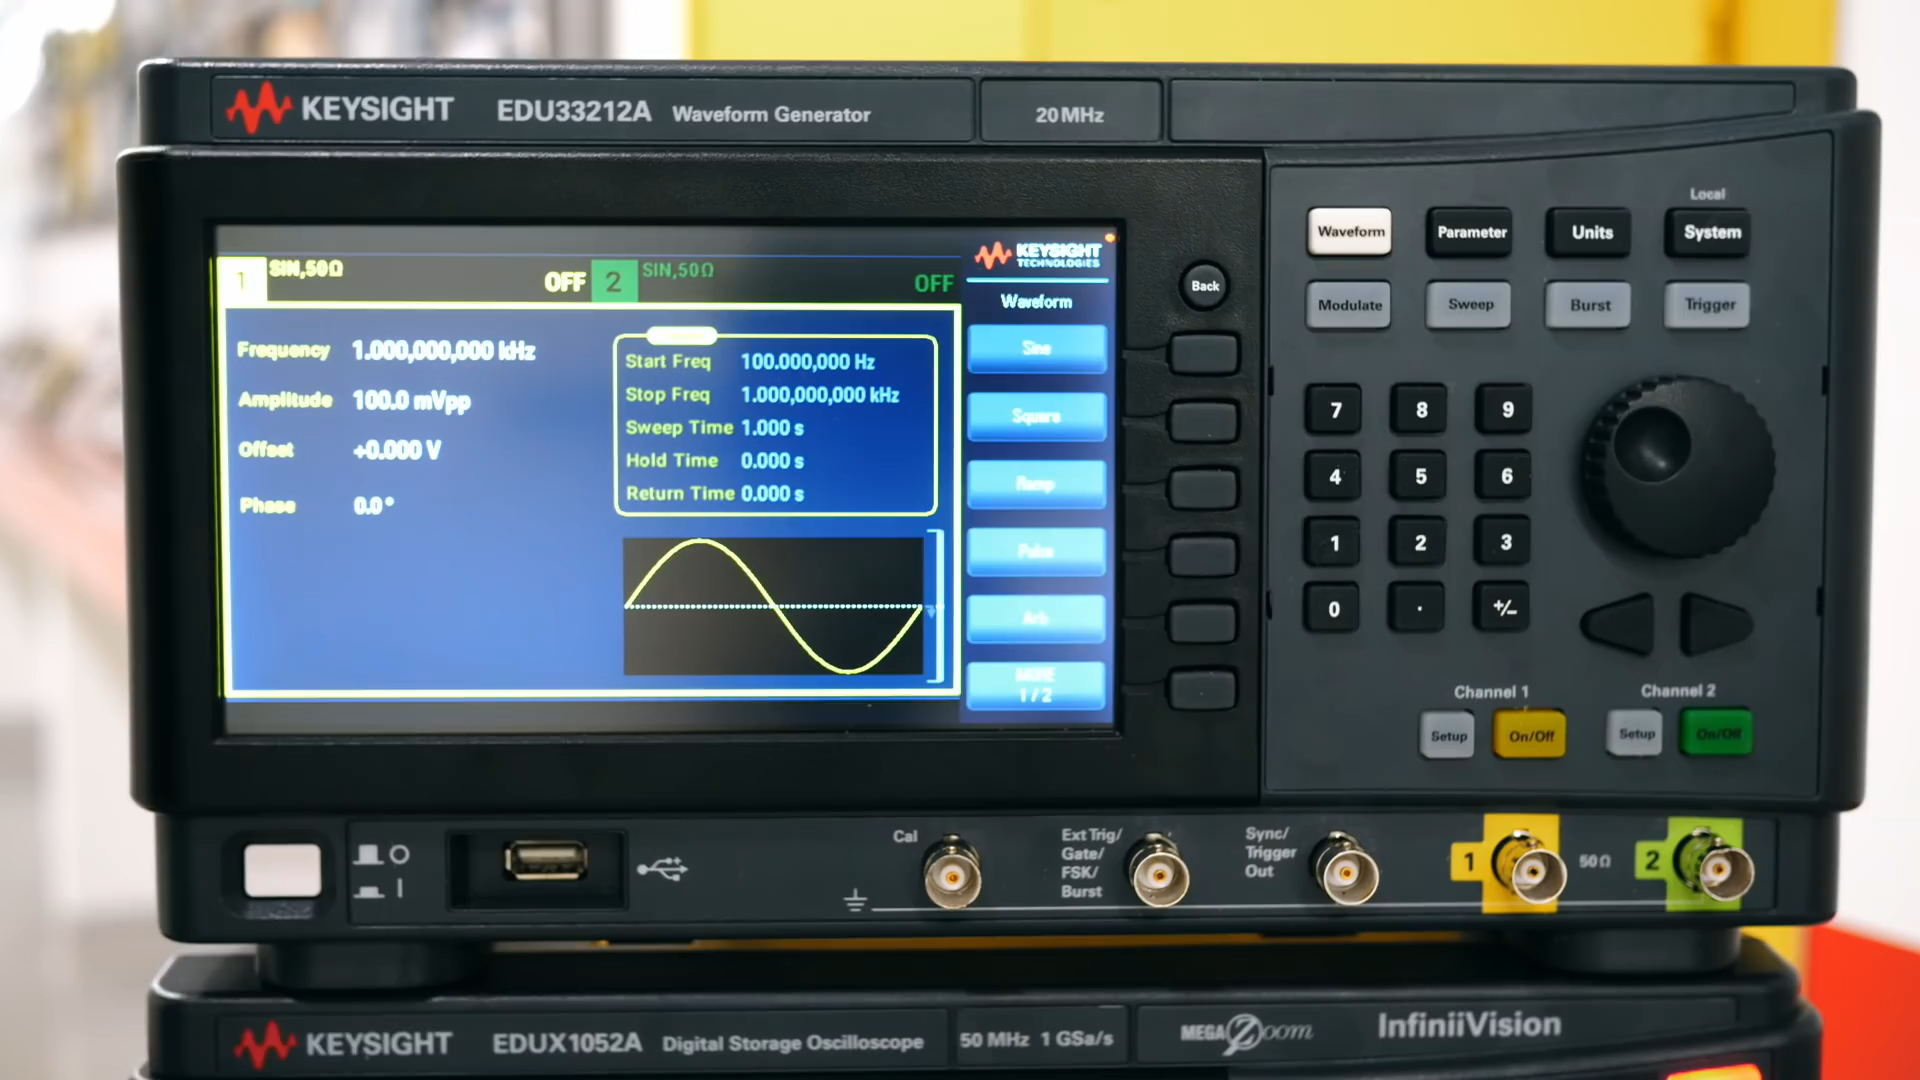 KEYSIGHT EDU33212A Waveform Generator 20 MHz
1 SIN,50Ω OFF 2 SIN,50Ω OFF
KEYSIGHT
TECHNOLOGIES
Waveform
Frequency 1.000,000,000 kHz
Amplitude 100.0 mVpp
Offset +0.000 V
Phase 0.0°
Start Freq 100.000,000 Hz
Stop Freq 1.000,000,000 kHz
Sweep Time 1.000 s
Hold Time 0.000 s
Return Time 0.000 s
Sine
Square
Ramp
Pulse
Arb
MORE
1 / 2
Back
Local
Waveform Parameter Units System
Modulate Sweep Burst Trigger
7 8 9
4 5 6
1 2 3
0 . +/-
Channel 1 Channel 2
Setup On/Off Setup On/Off
Cal
Ext Trig/
Gate/
FSK/
Burst
Sync/
Trigger
Out
1 50 Ω 2
KEYSIGHT EDUX1052A Digital Storage Oscilloscope 50 MHz 1 GSa/s MEGA Zoom InfiniiVision